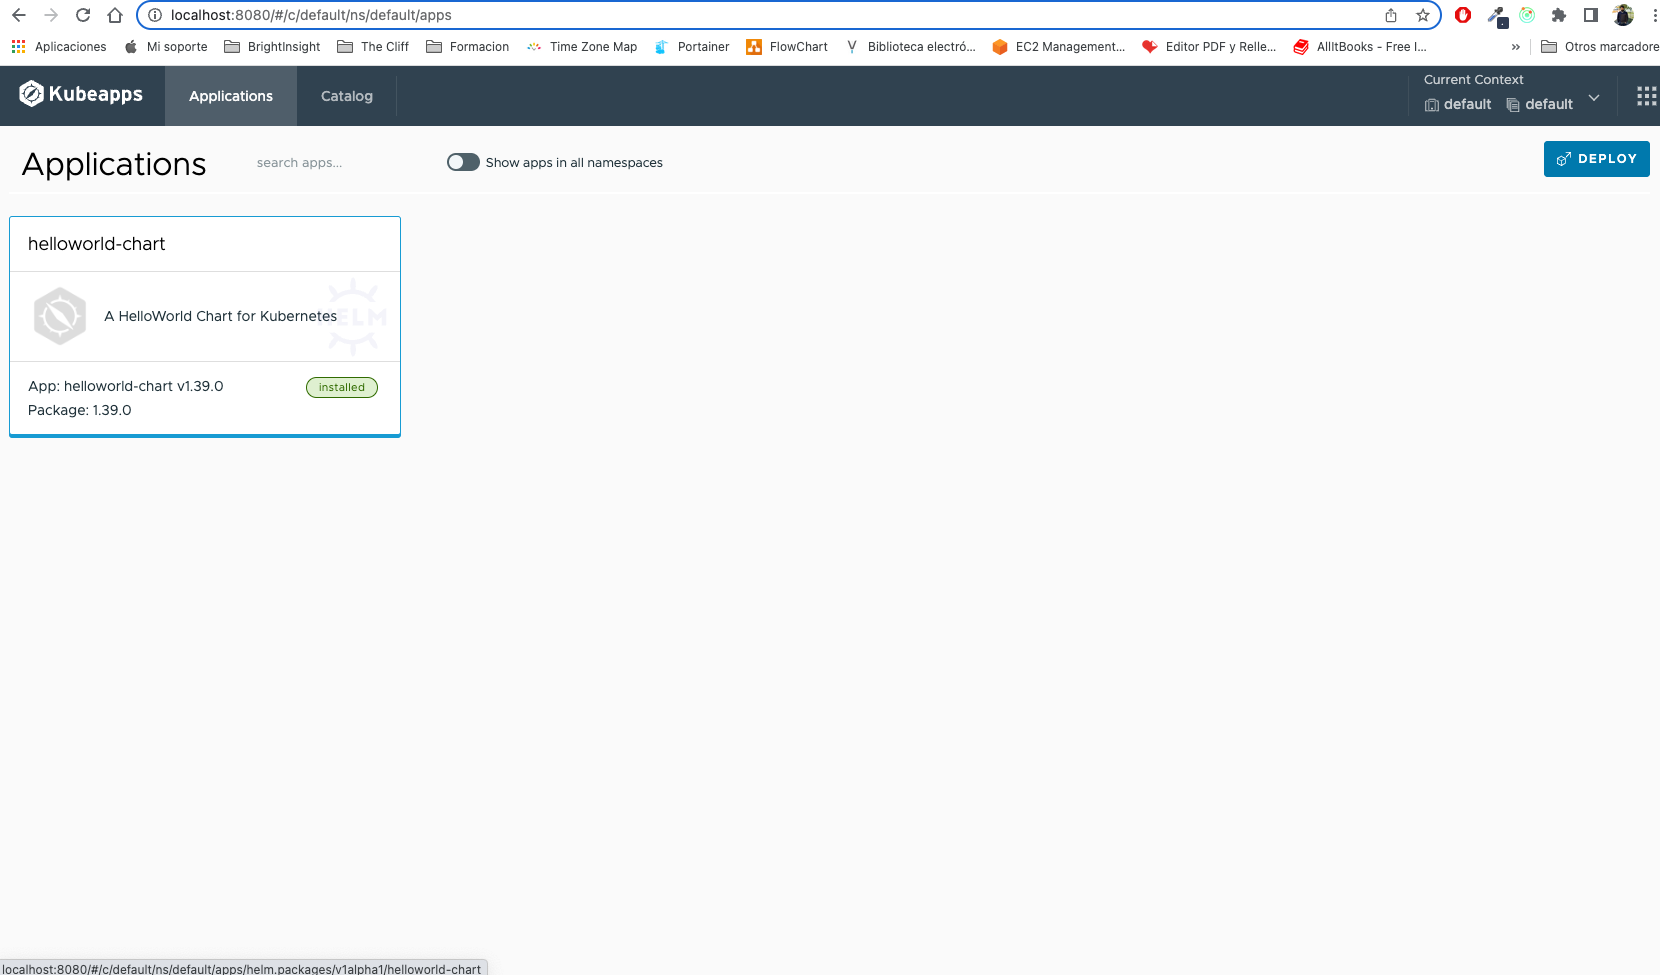 localhost:8080/#/c/default/ns/default/apps
Aplicaciones Mi soporte BrightInsight The Cliff Formacion Time Zone Map Portainer FlowChart Biblioteca electró... EC2 Management... Editor PDF y Relle... AllItBooks - Free I... » Otros marcadore
Kubeapps Applications Catalog
Current Context
default default
Applications search apps... Show apps in all namespaces DEPLOY
helloworld-chart
A HelloWorld Chart for Kubernetes
HELM
App: helloworld-chart v1.39.0 installed
Package: 1.39.0
localhost:8080/#/c/default/ns/default/apps/helm.packages/v1alpha1/helloworld-chart